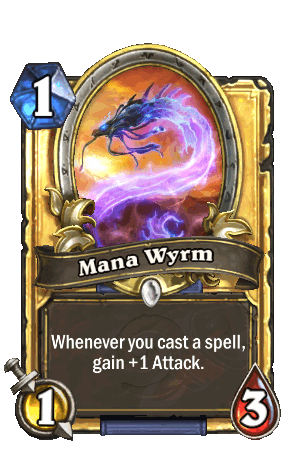 1
Mana Wyrm
Whenever you cast a spell,
gain +1 Attack.
1
3